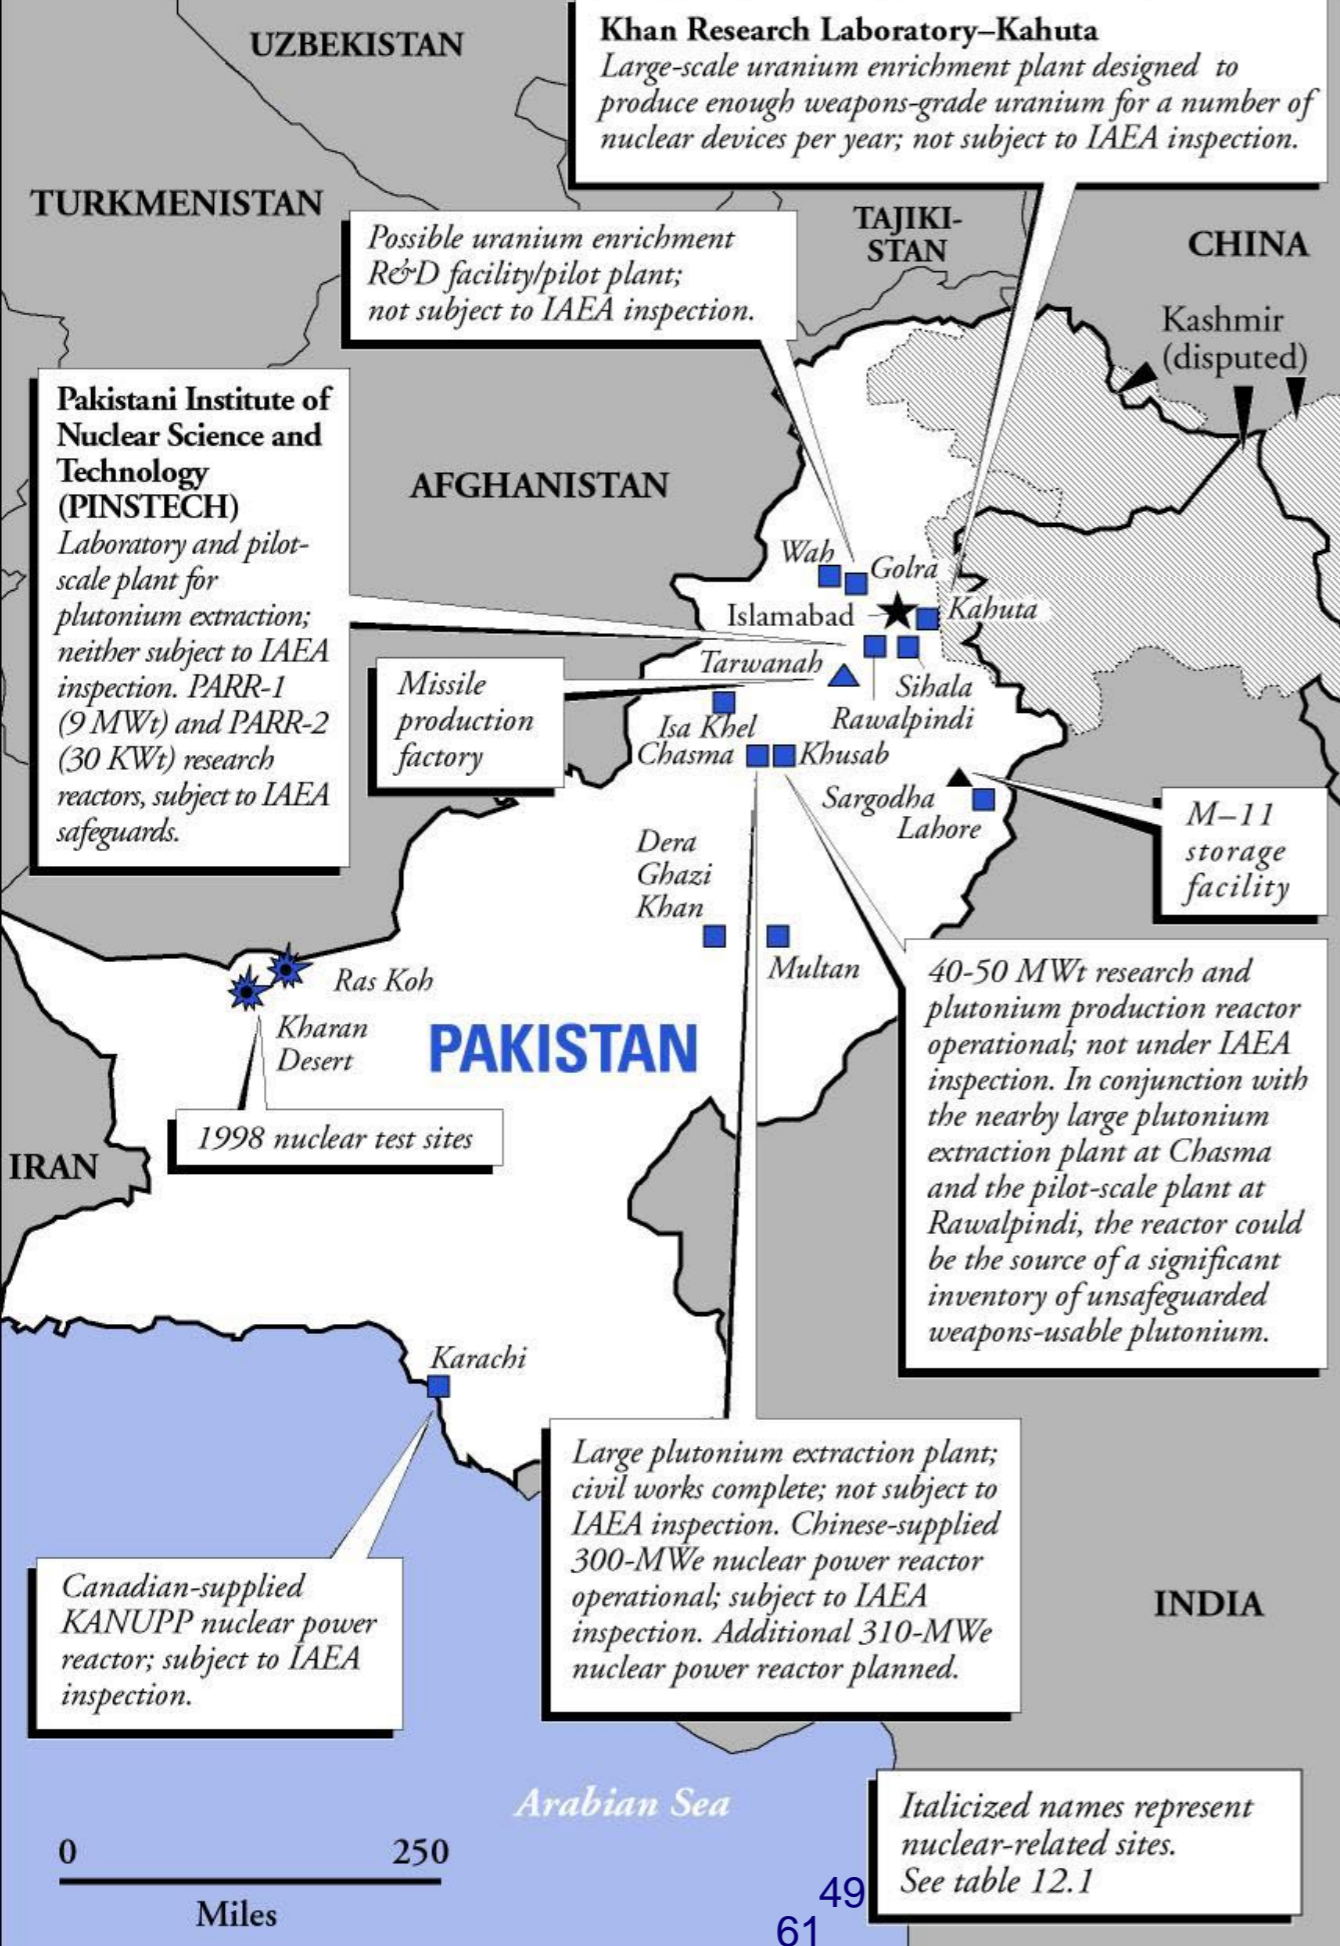 UZBEKISTAN
Khan Research Laboratory–Kahuta
Large-scale uranium enrichment plant designed to
produce enough weapons-grade uranium for a number of
nuclear devices per year; not subject to IAEA inspection.
TURKMENISTAN
Possible uranium enrichment
R&D facility/pilot plant;
not subject to IAEA inspection.
TAJIKI-
STAN
CHINA
Kashmir
(disputed)
Pakistani Institute of
Nuclear Science and
Technology
(PINSTECH)
Laboratory and pilot-
scale plant for
plutonium extraction;
neither subject to IAEA
inspection. PARR-1
(9 MWt) and PARR-2
(30 KWt) research
reactors, subject to IAEA
safeguards.
AFGHANISTAN
Wah
Golra
Islamabad
Kahuta
Tarwanah
Sihala
Rawalpindi
Missile
production
factory
Isa Khel
Chasma
Khusab
Sargodha
Lahore
M–11
storage
facility
Dera
Ghazi
Khan
Multan
Ras Koh
Kharan
Desert
PAKISTAN
1998 nuclear test sites
40-50 MWt research and
plutonium production reactor
operational; not under IAEA
inspection. In conjunction with
the nearby large plutonium
extraction plant at Chasma
and the pilot-scale plant at
Rawalpindi, the reactor could
be the source of a significant
inventory of unsafeguarded
weapons-usable plutonium.
IRAN
Karachi
Large plutonium extraction plant;
civil works complete; not subject to
IAEA inspection. Chinese-supplied
300-MWe nuclear power reactor
operational; subject to IAEA
inspection. Additional 310-MWe
nuclear power reactor planned.
Canadian-supplied
KANUPP nuclear power
reactor; subject to IAEA
inspection.
INDIA
Arabian Sea
Italicized names represent
nuclear-related sites.
See table 12.1
0 250
Miles
49
61